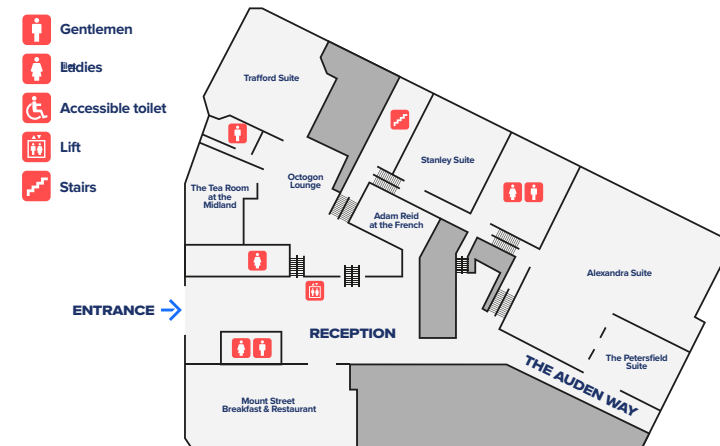 Gentlemen
Ladies
Accessible toilet
Lift
Stairs
Trafford Suite
Stanley Suite
Octogon
Lounge
The Tea Room
at the
Midland
Adam Reid
at the French
Alexandra Suite
ENTRANCE
RECEPTION
THE AUDEN WAY
The Petersfield
Suite
Mount Street
Breakfast & Restaurant